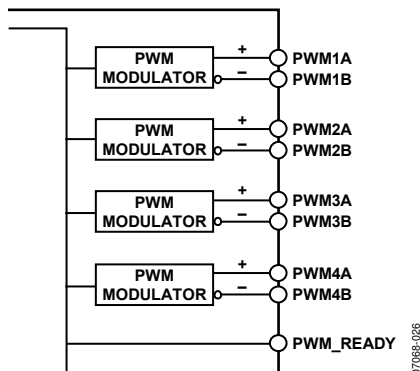 PWM
MODULATOR
+
−
PWM1A
PWM1B
PWM
MODULATOR
+
−
PWM2A
PWM2B
PWM
MODULATOR
+
−
PWM3A
PWM3B
PWM
MODULATOR
+
−
PWM4A
PWM4B
PWM_READY
07068-026